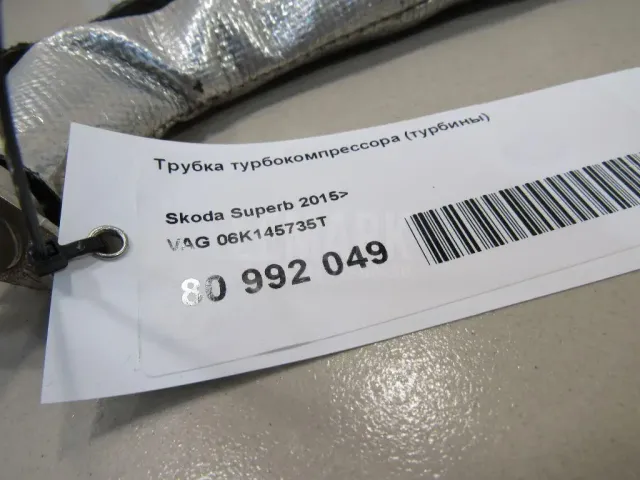 Трубка турбокомпрессора (турбины)
Skoda Superb 2015>
VAG 06K145735T
80 992 049